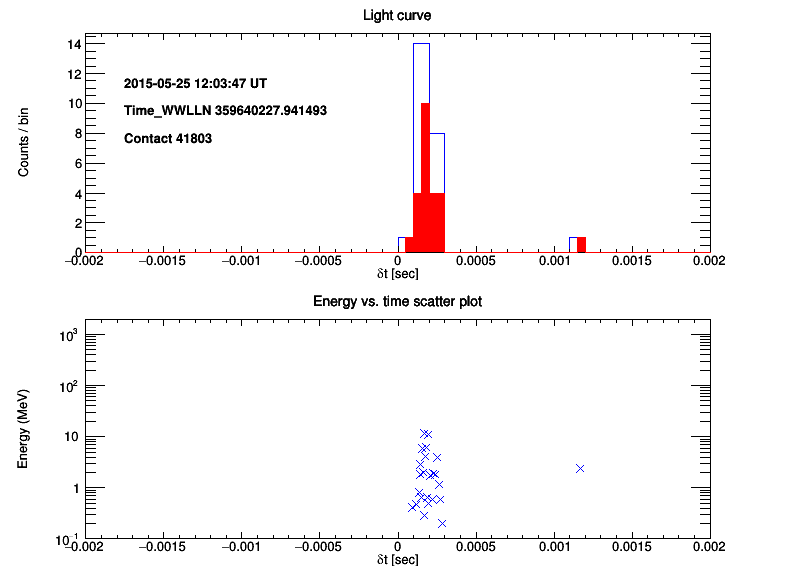 Light curve
14
12
10
8
6
4
2
0
Counts / bin
2015-05-25 12:03:47 UT
Time_WWLLN 359640227.941493
Contact 41803
−0.002 −0.0015 −0.001 −0.0005 0 0.0005 0.001 0.0015 0.002
δt [sec]
Energy vs. time scatter plot
10³
10²
10
1
10⁻¹
Energy (MeV)
−0.002 −0.0015 −0.001 −0.0005 0 0.0005 0.001 0.0015 0.002
δt [sec]